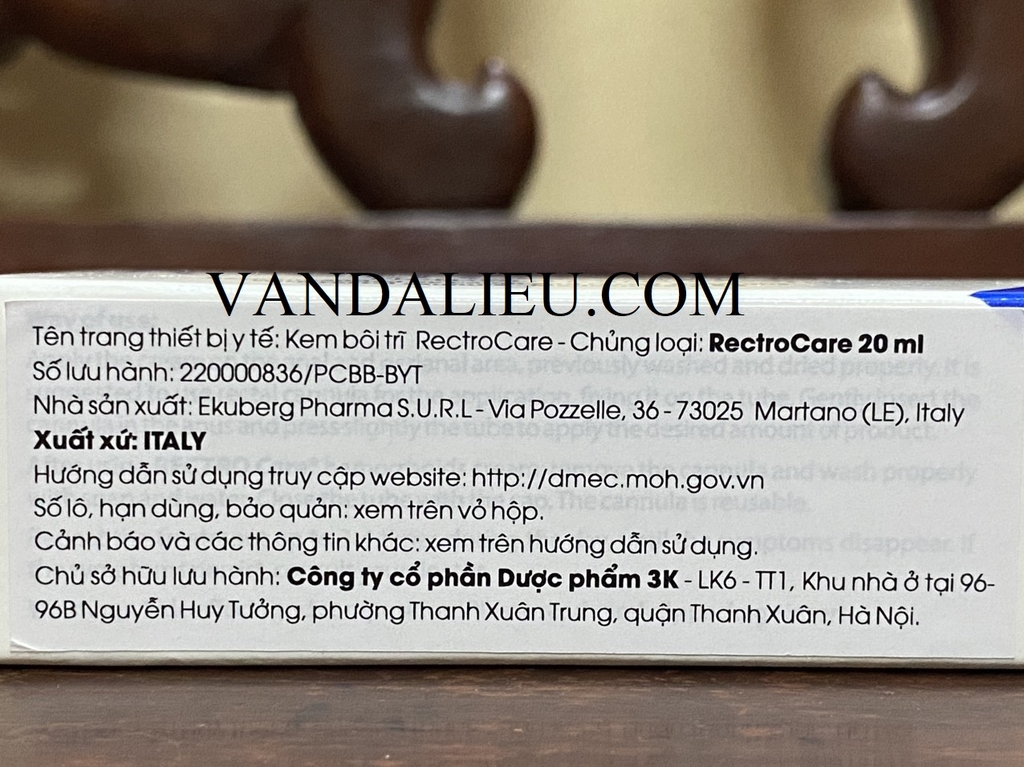 VANDALIEU.COM
Tên trang thiết bị y tế: Kem bôi trĩ RectroCare - Chủng loại: RectroCare 20 ml
Số lưu hành: 220000836/PCBB-BYT
Nhà sản xuất: Ekuberg Pharma S.U.R.L - Via Pozzelle, 36 - 73025 Martano (LE), Italy
Xuất xứ: ITALY
Hướng dẫn sử dụng truy cập website: http://dmec.moh.gov.vn
Số lô, hạn dùng, bảo quản: xem trên vỏ hộp.
Cảnh báo và các thông tin khác: xem trên hướng dẫn sử dụng.
Chủ sở hữu lưu hành: Công ty cổ phần Dược phẩm 3K - LK6 - TT1, Khu nhà ở tại 96-
96B Nguyễn Huy Tưởng, phường Thanh Xuân Trung, quận Thanh Xuân, Hà Nội.